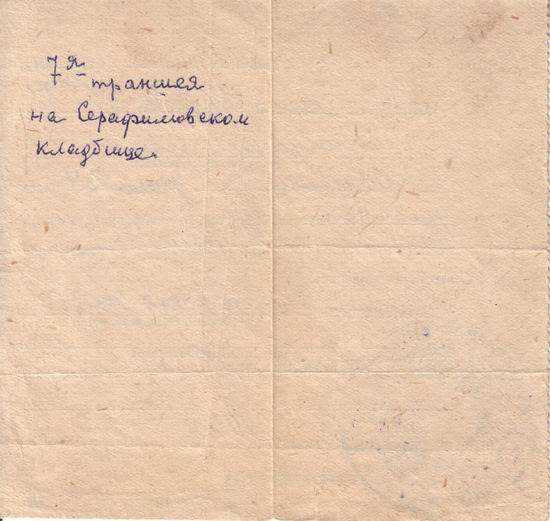 7я траншея
на Серафимовском
кладбище.